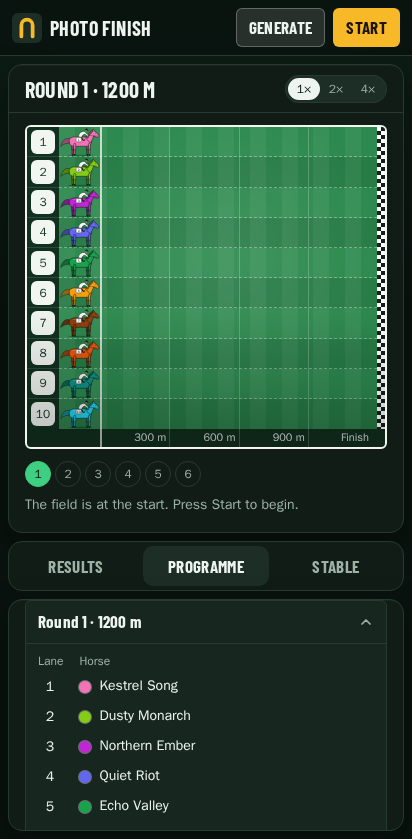 PHOTO FINISH
GENERATE
START
ROUND 1 · 1200 M
1×
2×
4×
1
2
3
4
5
6
7
8
9
10
300 m
600 m
900 m
Finish
1
2
3
4
5
6
The field is at the start. Press Start to begin.
RESULTS
PROGRAMME
STABLE
Round 1 · 1200 m
Lane Horse
1 Kestrel Song
2 Dusty Monarch
3 Northern Ember
4 Quiet Riot
5 Echo Valley